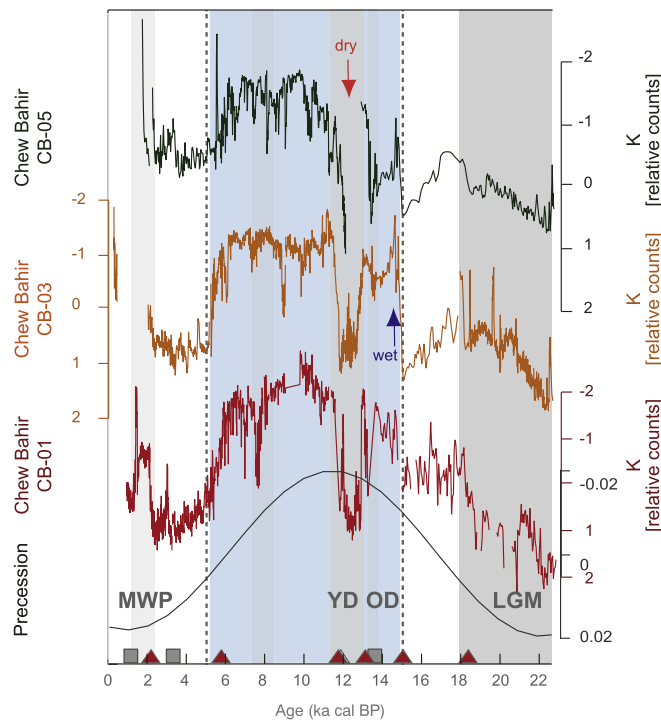 dry
Chew Bahir
CB-05
-2
-1
0
1
2
K
[relative counts]
-2
-1
0
1
2
Chew Bahir
CB-03
K
[relative counts]
wet
Chew Bahir
CB-01
-2
-1
1
2
K
[relative counts]
-0.02
0
0.02
Precession
MWP
YD
OD
LGM
0 2 4 6 8 10 12 14 16 18 20 22
Age (ka cal BP)